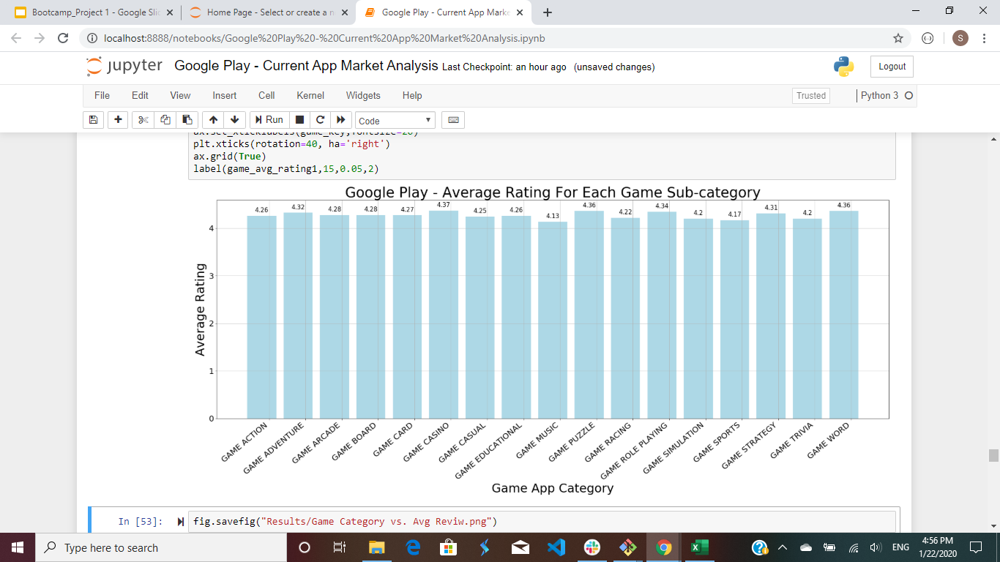 Bootcamp_Project 1 - Google Slid
Home Page - Select or create a n
Google Play - Current App Marke
localhost:8888/notebooks/Google%20Play%20-%20Current%20App%20Market%20Analysis.ipynb
S
jupyter Google Play - Current App Market Analysis Last Checkpoint: an hour ago (unsaved changes)
Logout
File Edit View Insert Cell Kernel Widgets Help
Trusted
Python 3
Run
Code
ax.set_xticklabels(game_key,fontsize=20)
plt.xticks(rotation=40, ha='right')
ax.grid(True)
label(game_avg_rating1,15,0.05,2)
Google Play - Average Rating For Each Game Sub-category
4.26 4.32 4.28 4.28 4.27 4.37 4.25 4.26 4.13 4.36 4.22 4.34 4.2 4.17 4.31 4.2 4.36
4
3
2
1
0
Average Rating
GAME ACTION
GAME ADVENTURE
GAME ARCADE
GAME BOARD
GAME CARD
GAME CASINO
GAME CASUAL
GAME EDUCATIONAL
GAME MUSIC
GAME PUZZLE
GAME RACING
GAME ROLE PLAYING
GAME SIMULATION
GAME SPORTS
GAME STRATEGY
GAME TRIVIA
GAME WORD
Game App Category
In [53]:
fig.savefig("Results/Game Category vs. Avg Reviw.png")
Type here to search
ENG
4:56 PM
1/22/2020